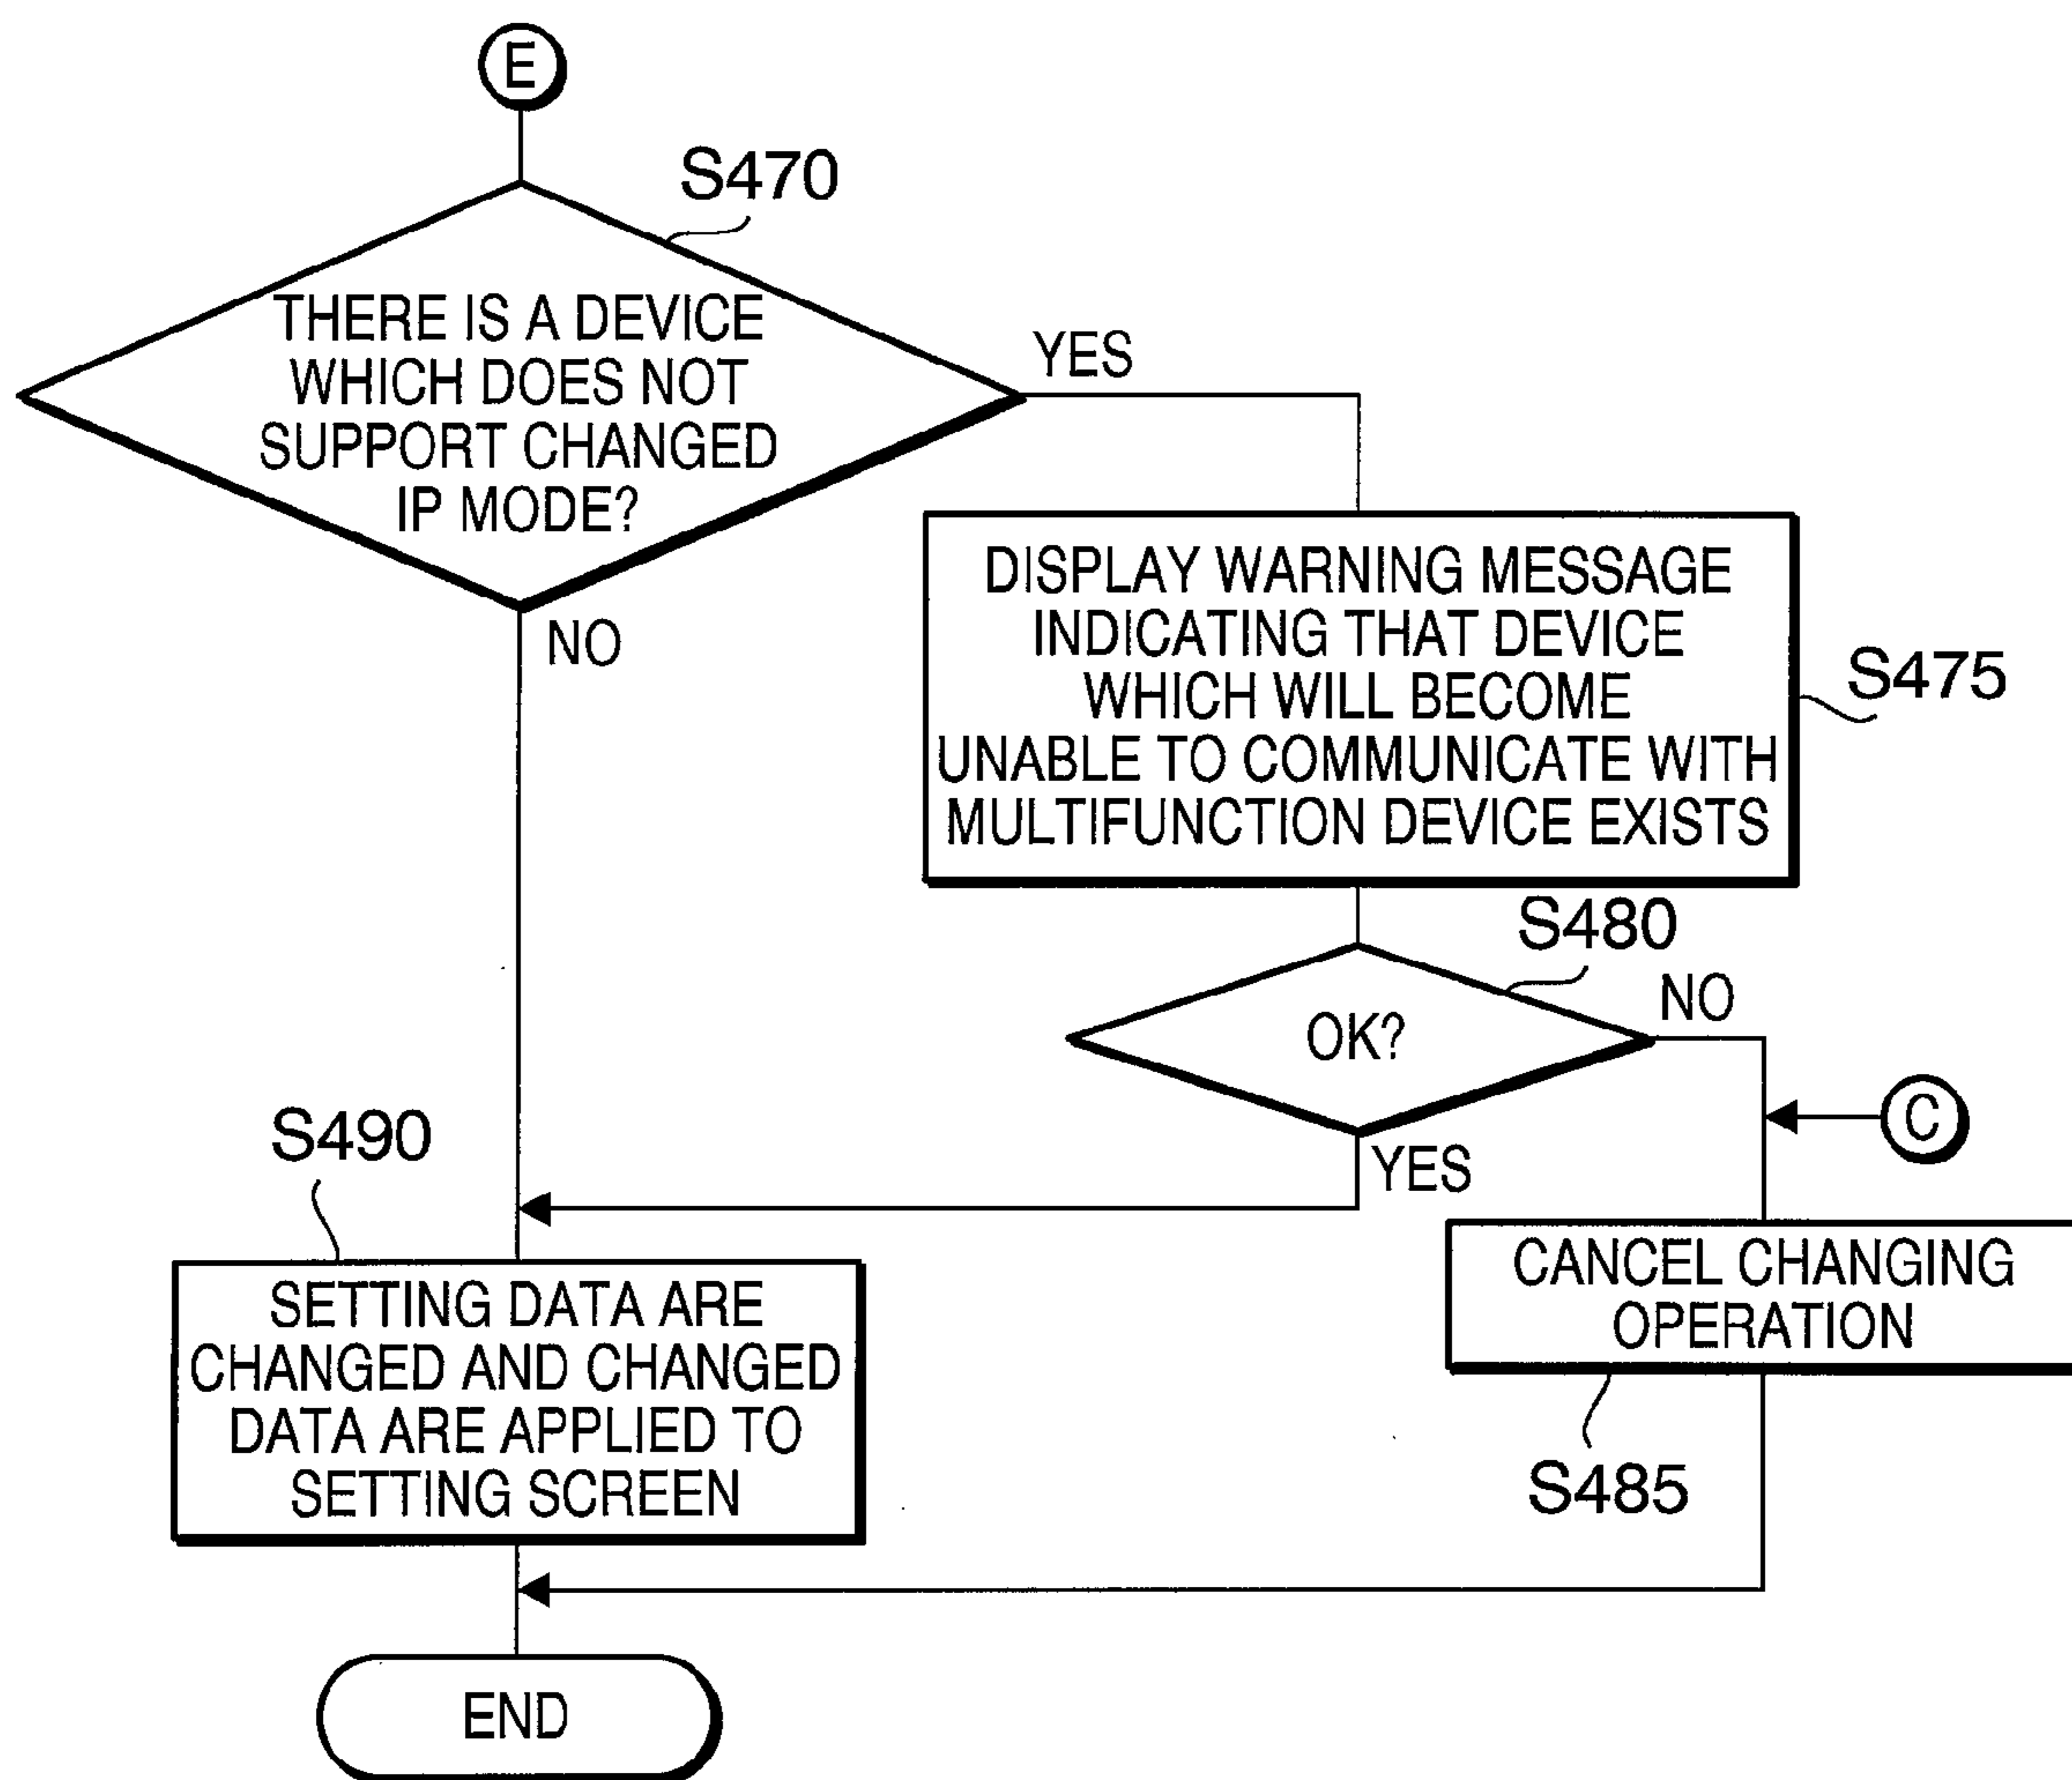 E
S470
THERE IS A DEVICE
WHICH DOES NOT
SUPPORT CHANGED
IP MODE?
YES
NO
DISPLAY WARNING MESSAGE
INDICATING THAT DEVICE
WHICH WILL BECOME
UNABLE TO COMMUNICATE WITH
MULTIFUNCTION DEVICE EXISTS
S475
S480
OK?
NO
C
YES
S490
SETTING DATA ARE
CHANGED AND CHANGED
DATA ARE APPLIED TO
SETTING SCREEN
CANCEL CHANGING
OPERATION
S485
END